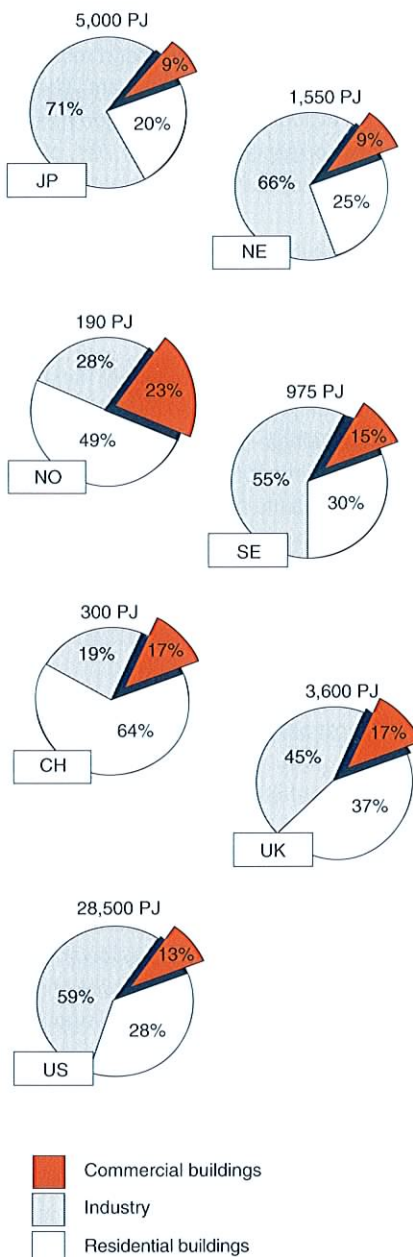 5,000 PJ
9%
71%
20%
JP
1,550 PJ
9%
66%
25%
NE
190 PJ
28%
23%
49%
NO
975 PJ
15%
55%
30%
SE
300 PJ
19%
17%
64%
CH
3,600 PJ
17%
45%
37%
UK
28,500 PJ
13%
59%
28%
US
Commercial buildings
Industry
Residential buildings